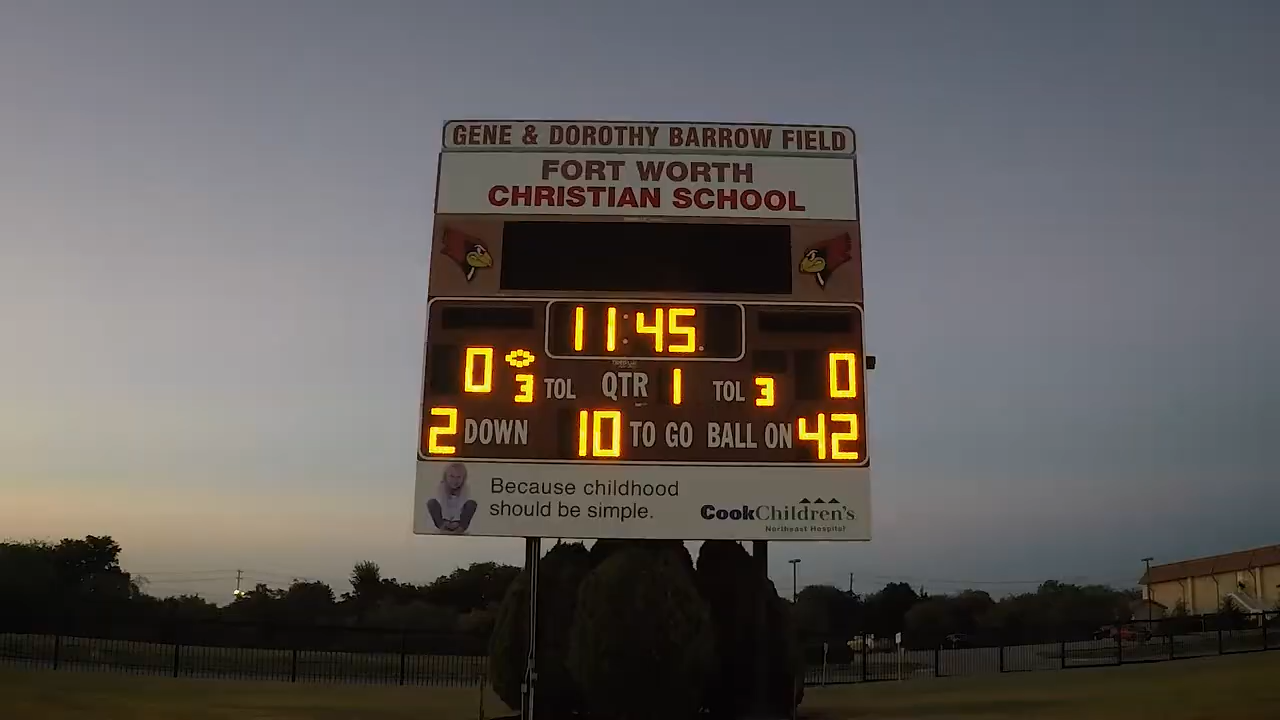 GENE & DOROTHY BARROW FIELD
FORT WORTH
CHRISTIAN SCHOOL
11:45
0 3 TOL QTR 1 TOL 3 0
2 DOWN 10 TO GO BALL ON 42
Because childhood
should be simple.
CookChildren's
Northeast Hospital